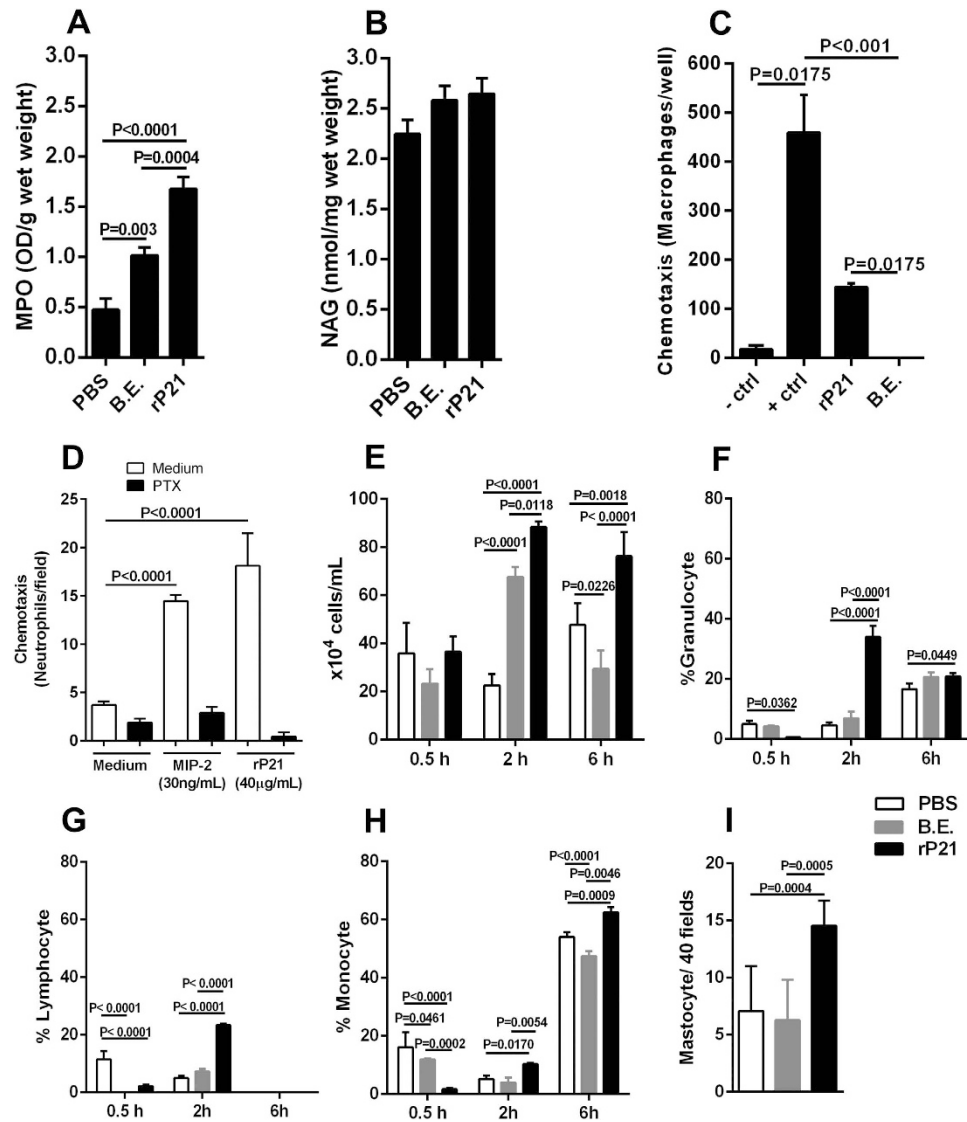 A
MPO (OD/g wet weight)
3.0
2.5
2.0
1.5
1.0
0.5
0.0
P<0.0001
P=0.0004
P=0.003
PBS
B.E.
rP21
B
NAG (nmol/mg wet weight)
3.0
2.5
2.0
1.5
1.0
0.5
0.0
PBS
B.E.
rP21
C
Chemotaxis (Macrophages/well)
600
500
400
300
200
100
0
P<0.001
P=0.0175
P=0.0175
- ctrl
+ ctrl
rP21
B.E.
D
Medium
PTX
Chemotaxis
(Neutrophils/field)
25
20
15
10
5
0
P<0.0001
P<0.0001
Medium
MIP-2
(30ng/mL)
rP21
(40μg/mL)
E
x10⁴ cells/mL
100
80
60
40
20
0
P<0.0001
P=0.0118
P<0.0001
P=0.0018
P< 0.0001
P=0.0226
0.5 h
2 h
6 h
F
%Granulocyte
80
60
40
20
0
P=0.0362
P<0.0001
P<0.0001
P=0.0449
0.5 h
2h
6 h
G
% Lymphocyte
80
60
40
20
0
P< 0.0001
P< 0.0001
P< 0.0001
P< 0.0001
0.5 h
2h
6h
H
% Monocyte
80
60
40
20
0
P<0.0001
P=0.0461
P=0.0002
P=0.0054
P=0.0170
P<0.0001
P=0.0046
P=0.0009
0.5 h
2h
6 h
PBS
B.E.
rP21
I
Mastocyte/ 40 fields
20
15
10
5
0
P=0.0005
P=0.0004